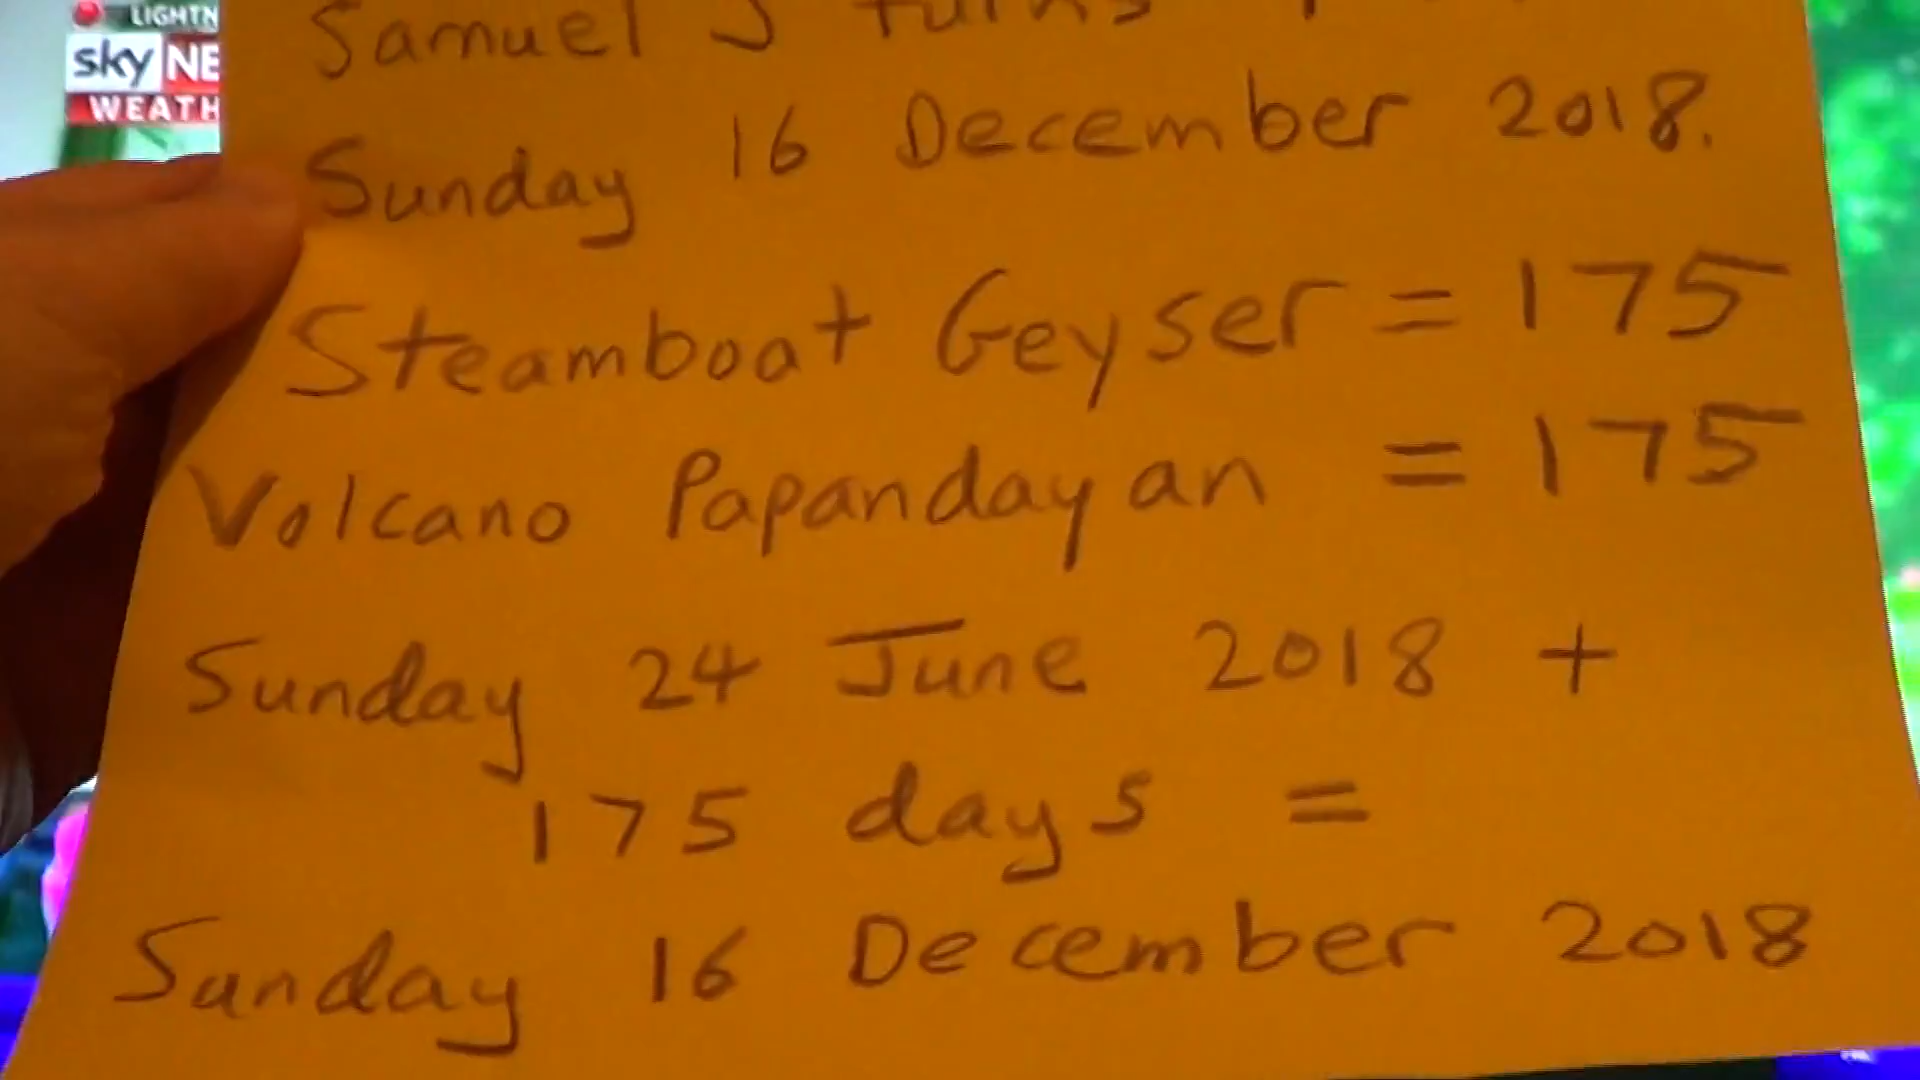 LIGHTN
sky NE
WEATH
Samuel J turns
Sunday 16 December 2018.
Steamboat Geyser = 175
Volcano Papandayan = 175
Sunday 24 June 2018 +
175 days =
Sunday 16 December 2018